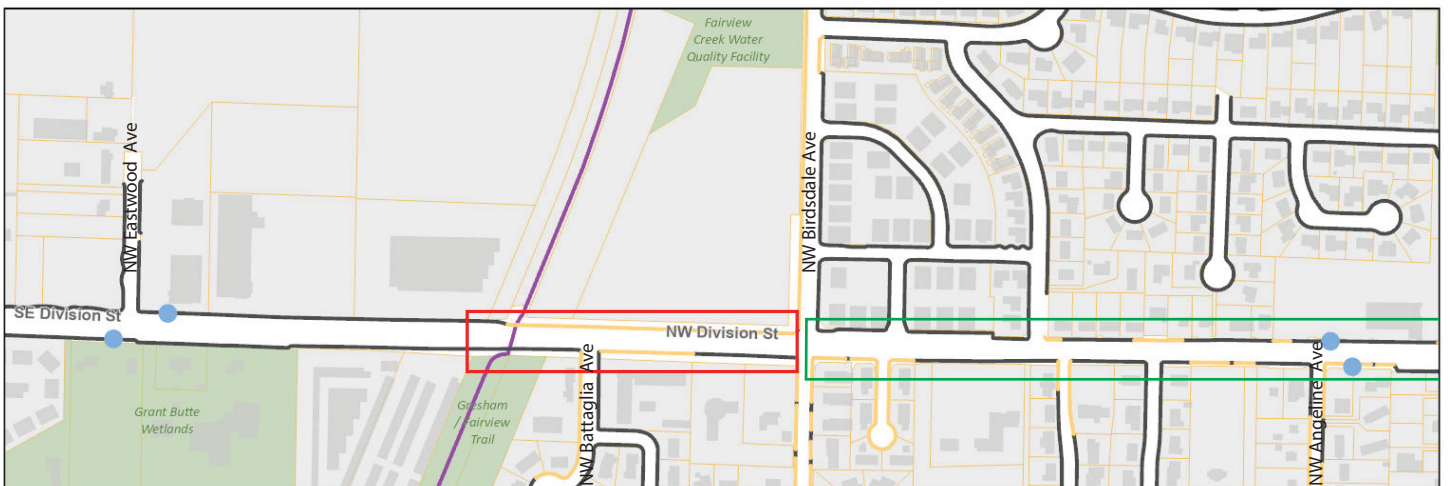 Fairview
Creek Water
Quality Facility
NW Eastwood Ave
NW Birdsdale Ave
SE Division St
NW Division St
NW Battaglia Ave
NW Angeline Ave
Grant Butte
Wetlands
Gresham
/ Fairview
Trail